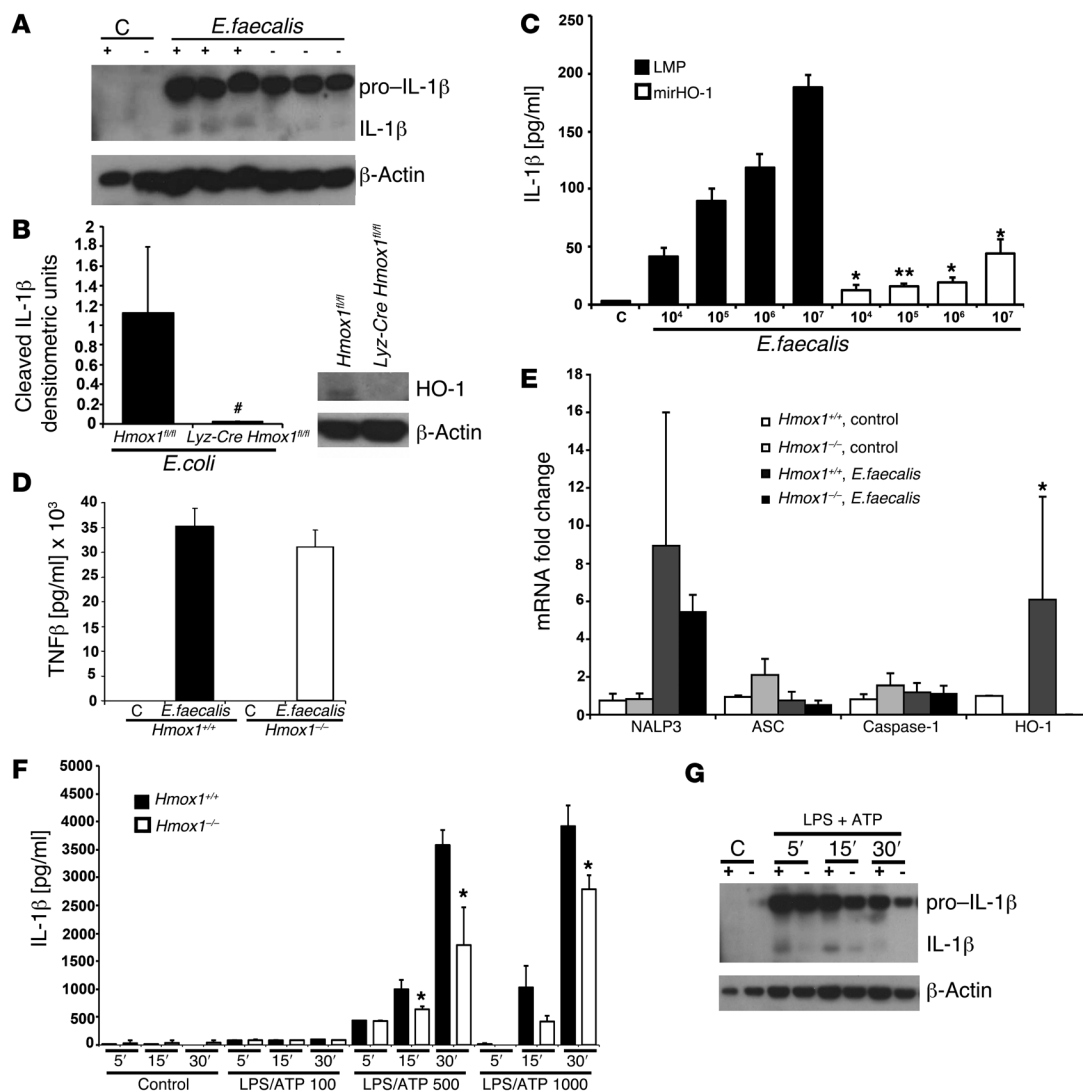 A
C
E.faecalis
+ - + + + - - -
pro–IL-1β
IL-1β
β-Actin
B
Cleaved IL-1β
densitometric units
2
1.8
1.6
1.4
1.2
1
0.8
0.6
0.4
0.2
0
#
Hmox1fl/fl
Lyz-Cre Hmox1fl/fl
E.coli
Hmox1fl/fl
Lyz-Cre Hmox1fl/fl
HO-1
β-Actin
C
IL-1β [pg/ml]
250
200
150
100
50
0
LMP
mirHO-1
* ** * *
C 10⁴ 10⁵ 10⁶ 10⁷ 10⁴ 10⁵ 10⁶ 10⁷
E.faecalis
D
TNFβ [pg/ml] x 10³
40
35
30
25
20
15
10
5
0
C E.faecalis C E.faecalis
Hmox1+/+ Hmox1–/–
E
mRNA fold change
18
16
14
12
10
8
6
4
2
0
Hmox1+/+, control
Hmox1–/–, control
Hmox1+/+, E.faecalis
Hmox1–/–, E.faecalis
*
NALP3 ASC Caspase-1 HO-1
F
IL-1β [pg/ml]
5000
4500
4000
3500
3000
2500
2000
1500
1000
500
0
Hmox1+/+
Hmox1–/–
* * *
5′ 15′ 30′ 5′ 15′ 30′ 5′ 15′ 30′ 5′ 15′ 30′
Control LPS/ATP 100 LPS/ATP 500 LPS/ATP 1000
G
LPS + ATP
C 5′ 15′ 30′
+ - + - + - + -
pro–IL-1β
IL-1β
β-Actin